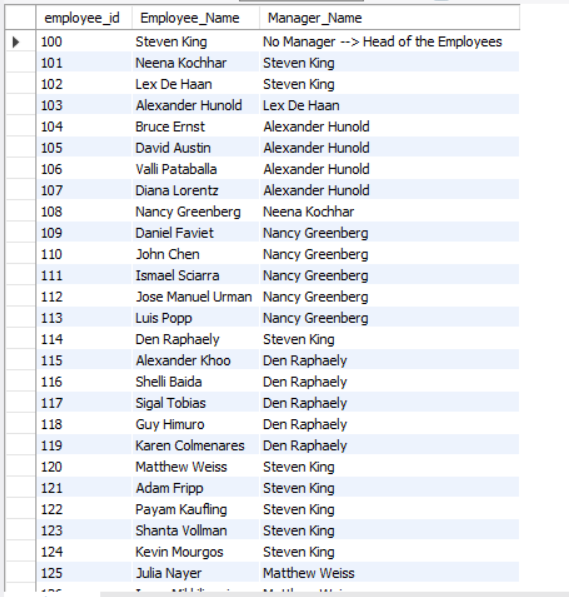 employee_id Employee_Name Manager_Name
100 Steven King No Manager --> Head of the Employees
101 Neena Kochhar Steven King
102 Lex De Haan Steven King
103 Alexander Hunold Lex De Haan
104 Bruce Ernst Alexander Hunold
105 David Austin Alexander Hunold
106 Valli Pataballa Alexander Hunold
107 Diana Lorentz Alexander Hunold
108 Nancy Greenberg Neena Kochhar
109 Daniel Faviet Nancy Greenberg
110 John Chen Nancy Greenberg
111 Ismael Sciarra Nancy Greenberg
112 Jose Manuel Urman Nancy Greenberg
113 Luis Popp Nancy Greenberg
114 Den Raphaely Steven King
115 Alexander Khoo Den Raphaely
116 Shelli Baida Den Raphaely
117 Sigal Tobias Den Raphaely
118 Guy Himuro Den Raphaely
119 Karen Colmenares Den Raphaely
120 Matthew Weiss Steven King
121 Adam Fripp Steven King
122 Payam Kaufling Steven King
123 Shanta Vollman Steven King
124 Kevin Mourgos Steven King
125 Julia Nayer Matthew Weiss